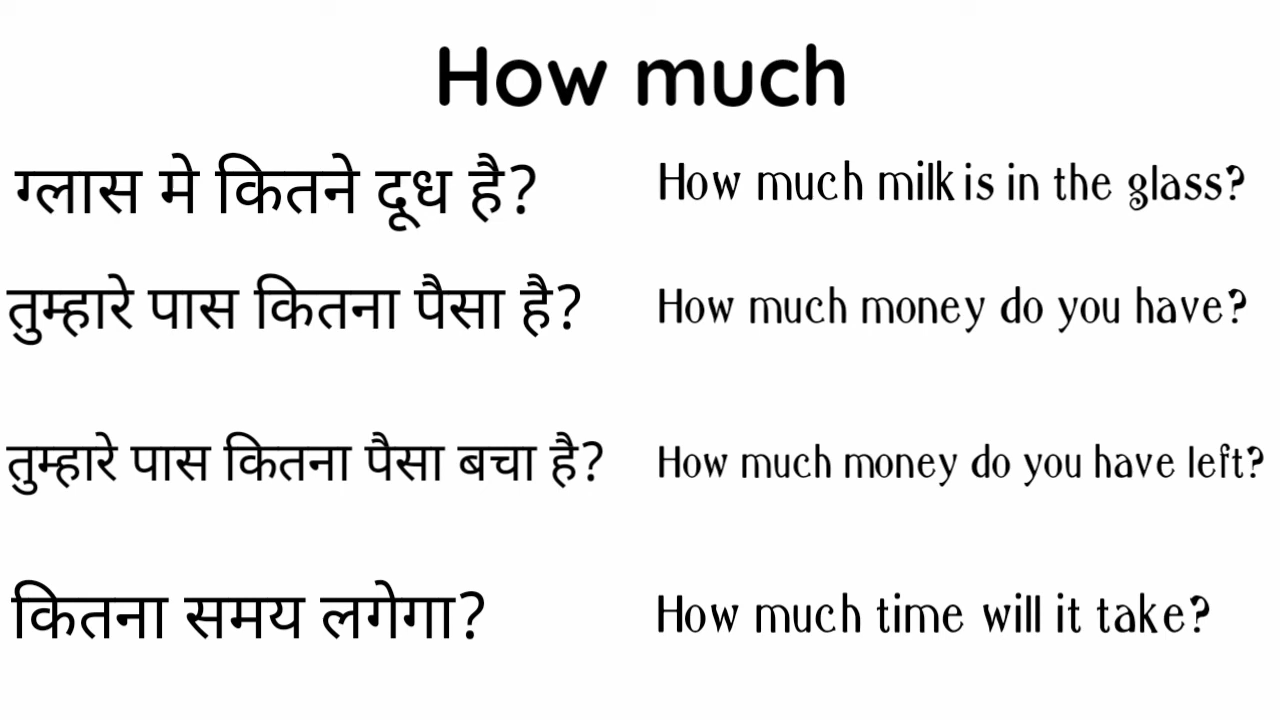 How much
ग्लास मे कितने दूध है? How much milk is in the glass?
तुम्हारे पास कितना पैसा है? How much money do you have?
तुम्हारे पास कितना पैसा बचा है? How much money do you have left?
कितना समय लगेगा? How much time will it take?